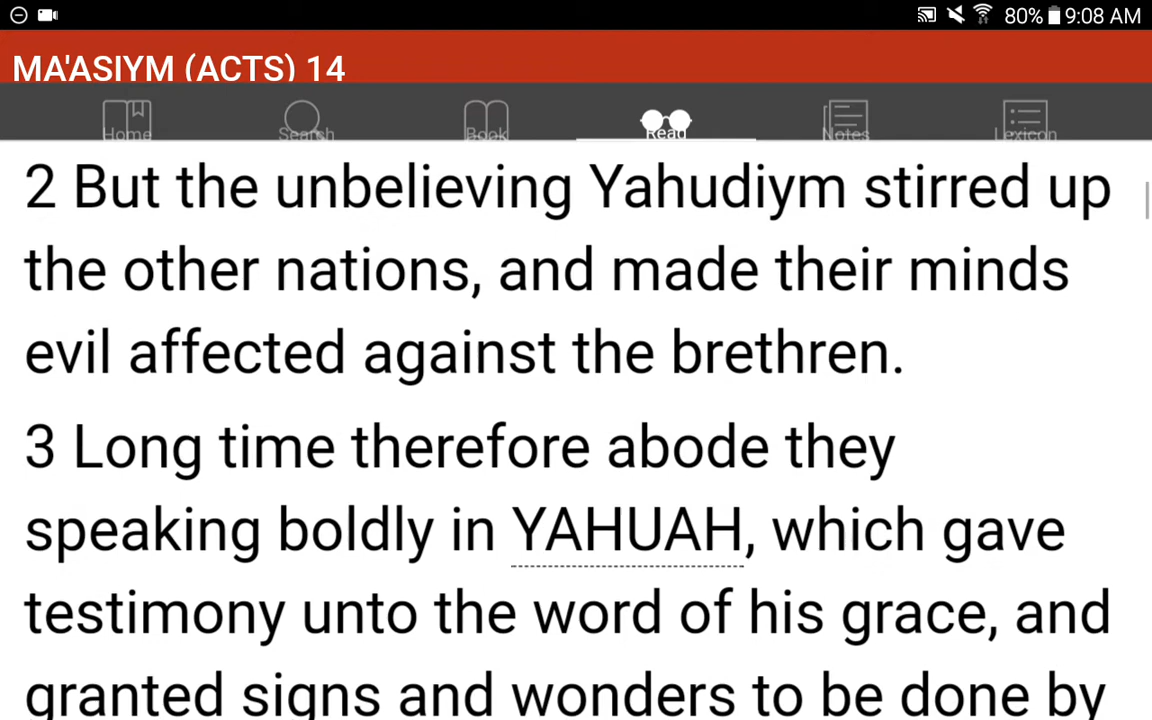 80% 9:08 AM
MA'ASIYM (ACTS) 14
Home Search Book Read Notes Lexicon
2 But the unbelieving Yahudiym stirred up
the other nations, and made their minds
evil affected against the brethren.
3 Long time therefore abode they
speaking boldly in YAHUAH, which gave
testimony unto the word of his grace, and
granted signs and wonders to be done by